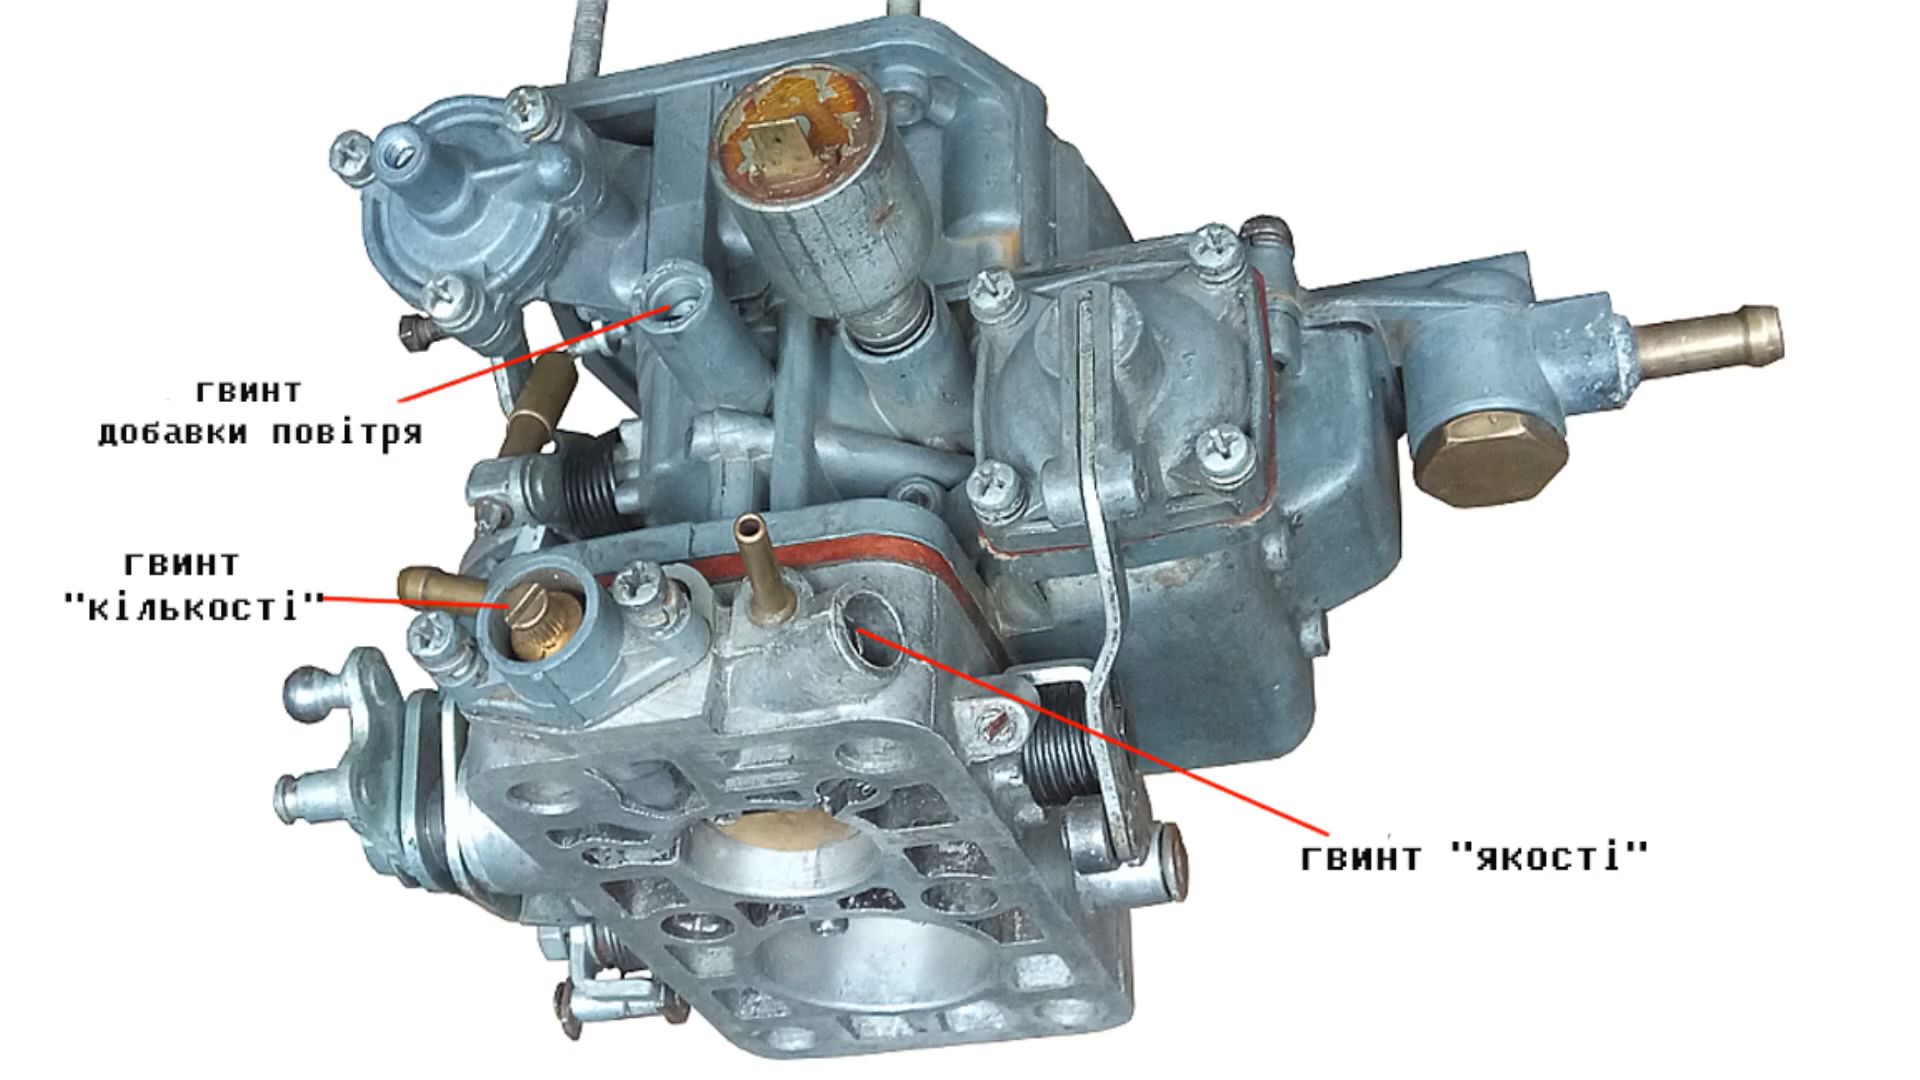 гвинт
добавки повітря
гвинт
"кількості"
гвинт "якості"